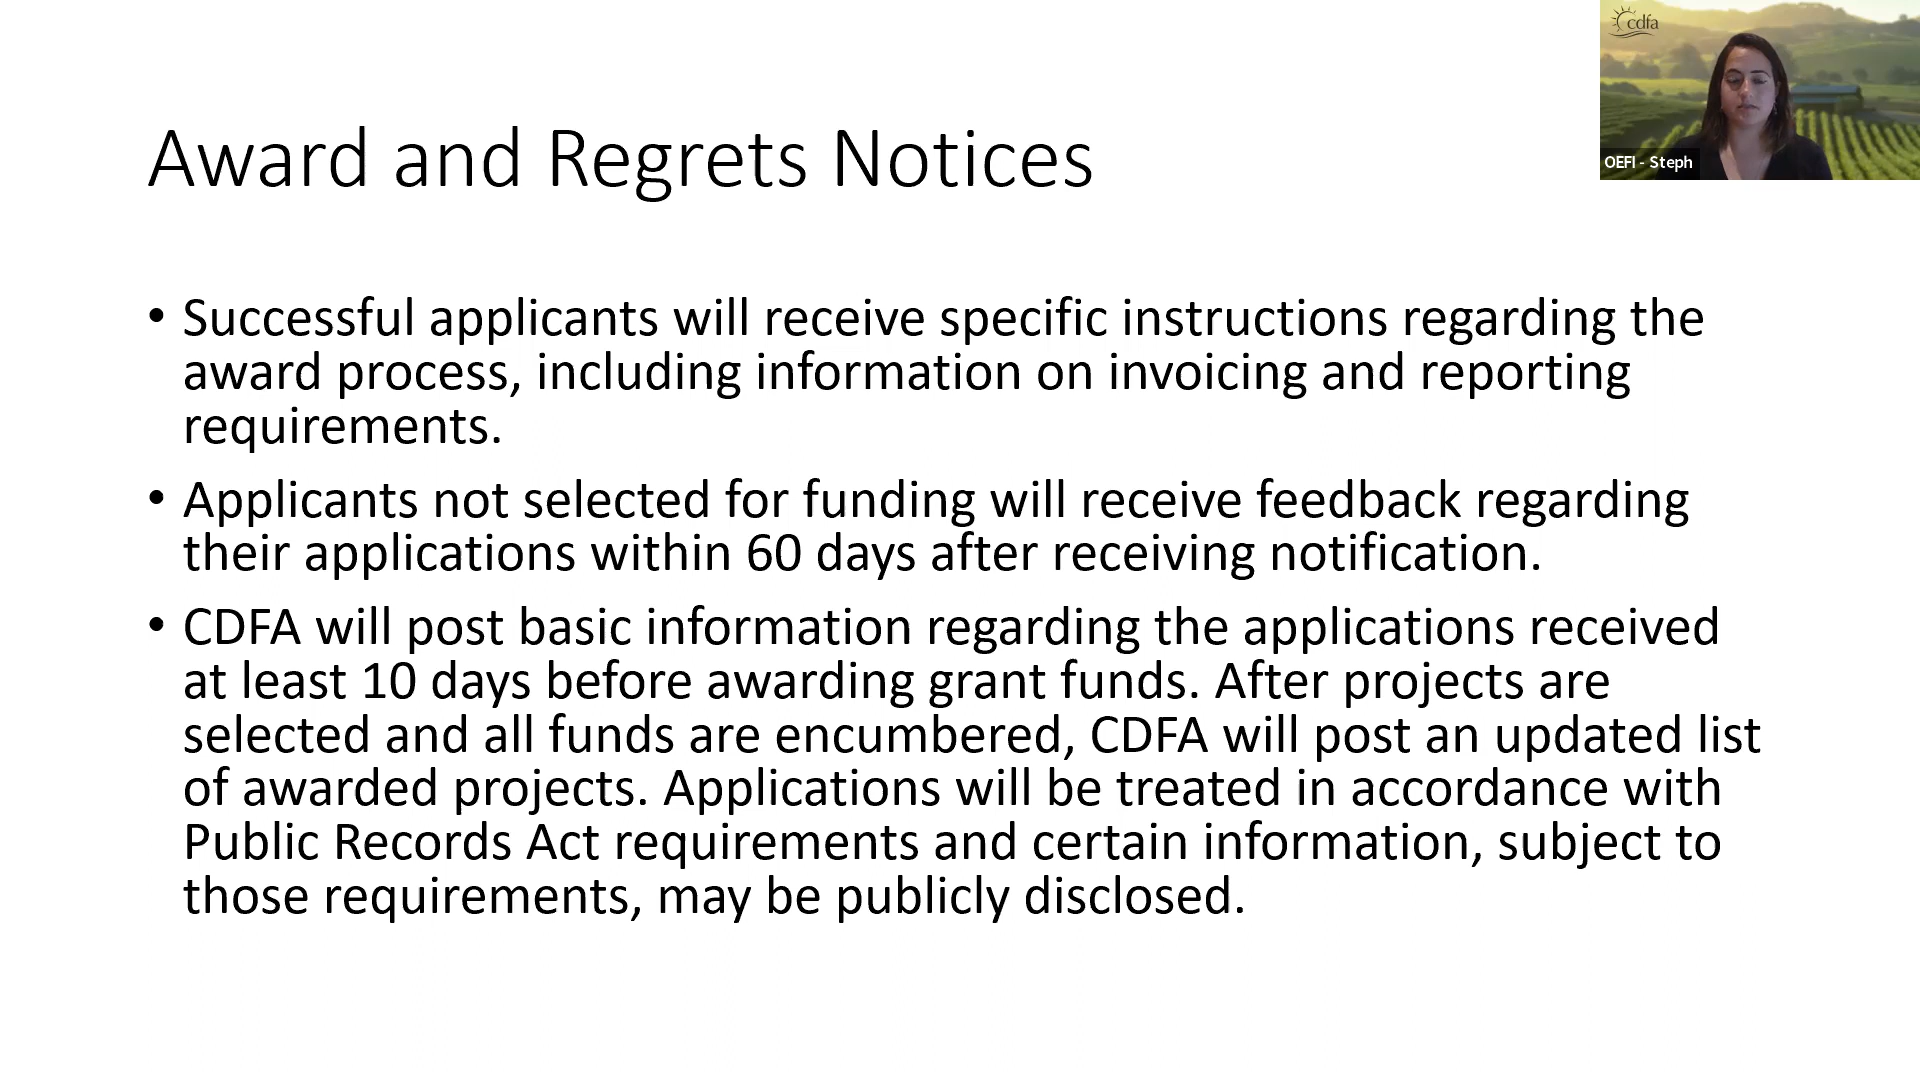 cdfa
OEFI - Steph
Award and Regrets Notices
• Successful applicants will receive specific instructions regarding the
award process, including information on invoicing and reporting
requirements.
• Applicants not selected for funding will receive feedback regarding
their applications within 60 days after receiving notification.
• CDFA will post basic information regarding the applications received
at least 10 days before awarding grant funds. After projects are
selected and all funds are encumbered, CDFA will post an updated list
of awarded projects. Applications will be treated in accordance with
Public Records Act requirements and certain information, subject to
those requirements, may be publicly disclosed.